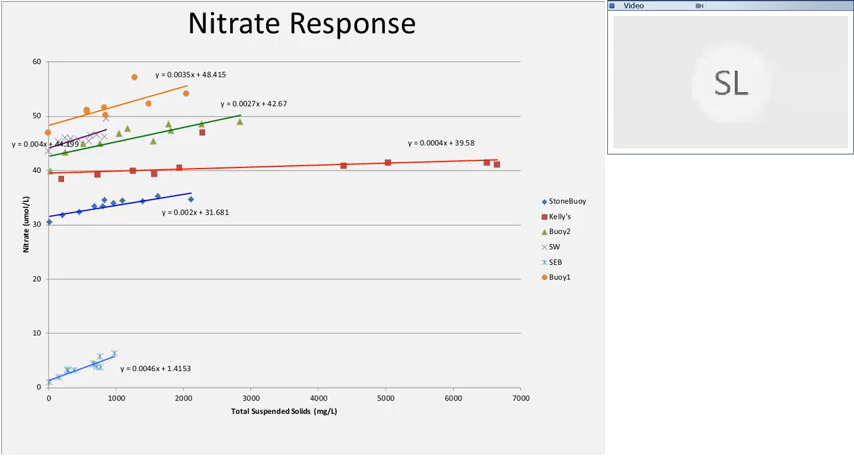 Nitrate Response
Video
SL
60
50
40
30
20
10
0
Nitrate (umol/L)
y = 0.0035x + 48.415
y = 0.0027x + 42.67
y = 0.004x + 44.199
y = 0.0004x + 39.58
y = 0.002x + 31.681
y = 0.0046x + 1.4153
0 1000 2000 3000 4000 5000 6000 7000
Total Suspended Solids (mg/L)
StoneBuoy
Kelly's
Buoy2
SW
SEB
Buoy1